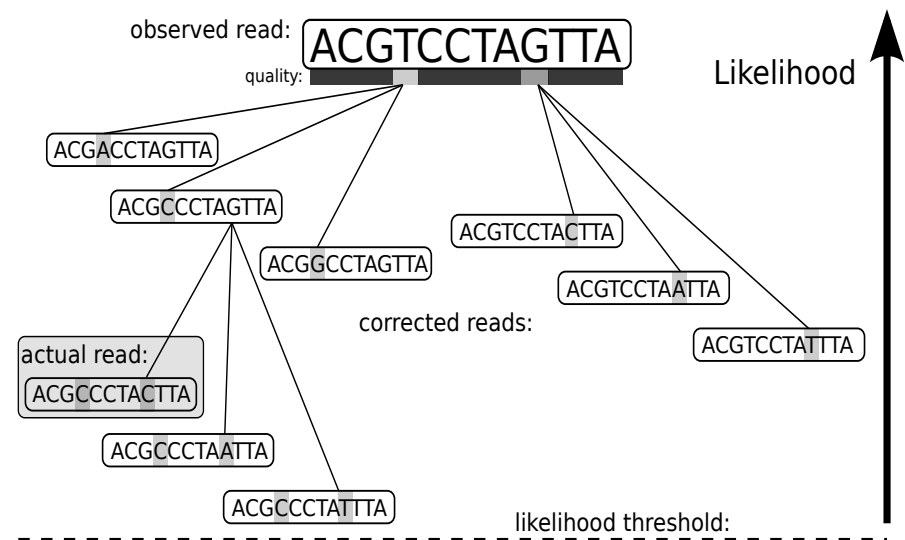 observed read:
ACGTCCTAGTTA
quality:
Likelihood
ACGACCTAGTTA
ACGCCCTAGTTA
ACGTCCTACTTA
ACGGCCTAGTTA
ACGTCCTAATTA
corrected reads:
ACGTCCTATTTA
actual read:
ACGCCCTACTTA
ACGCCCTAATTA
ACGCCCTATTTA
likelihood threshold: